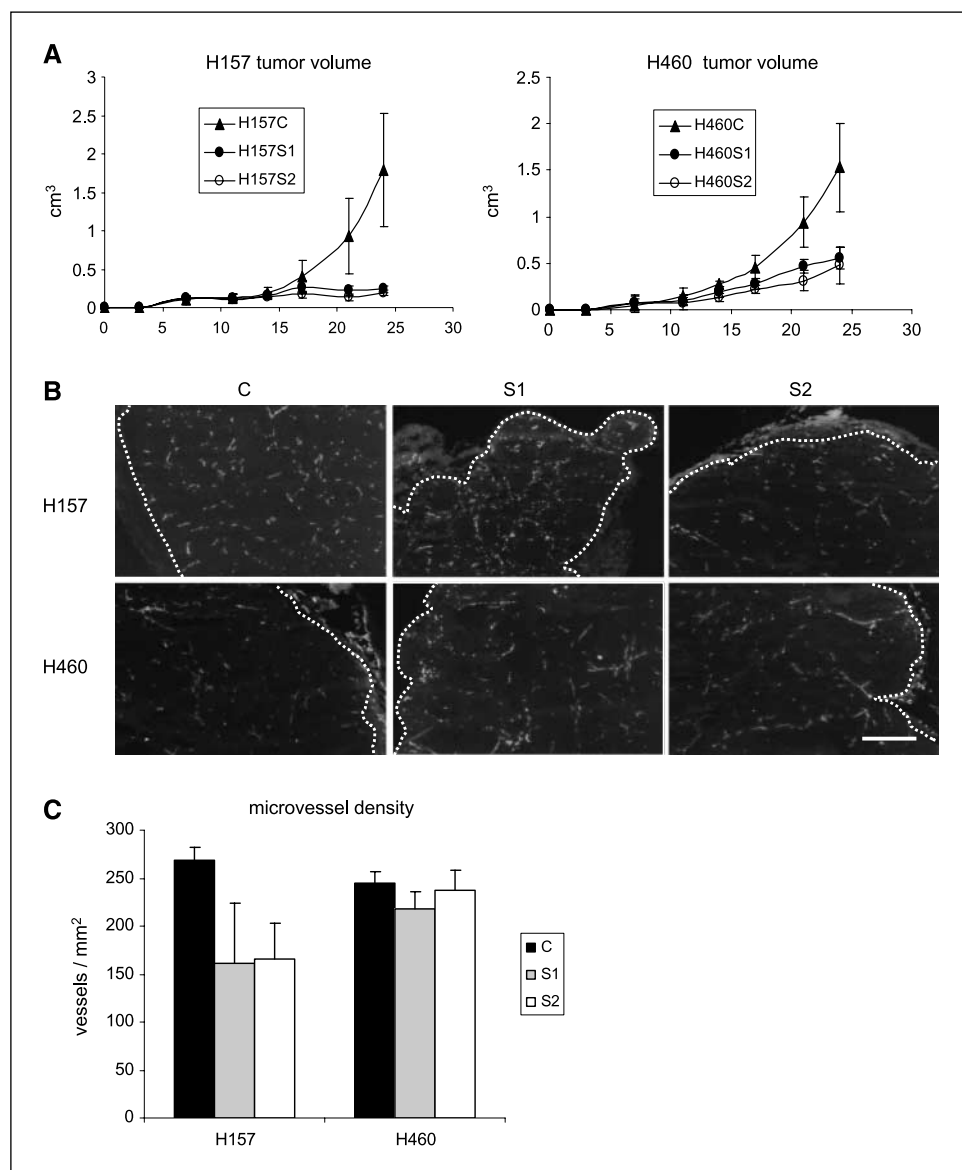 A
H157 tumor volume
3
2.5
2
1.5
1
0.5
0
cm³
H157C
H157S1
H157S2
0 5 10 15 20 25 30
H460 tumor volume
2.5
2
1.5
1
0.5
0
cm³
H460C
H460S1
H460S2
0 5 10 15 20 25 30
B
C S1 S2
H157
H460
C
microvessel density
300
250
200
150
100
50
0
vessels / mm²
H157 H460
C
S1
S2